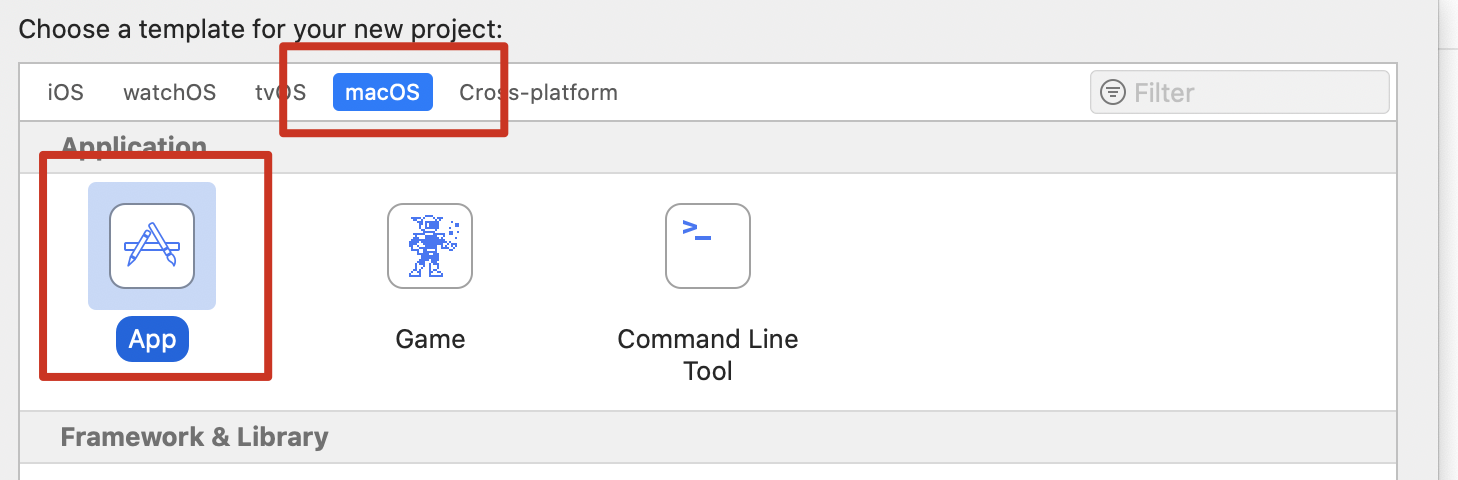 Choose a template for your new project:
iOS watchOS tvOS macOS Cross-platform
Filter
Application
>_
App Game Command Line
Tool
Framework & Library